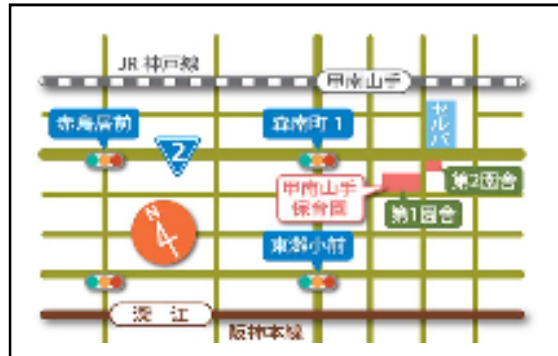 JR 神戸線
甲南山手
赤鳥居前
森南町 1
セルバ
2
第2園舎
甲南山手
保育園
第1園舎
N
東灘小前
深 江
阪神本線